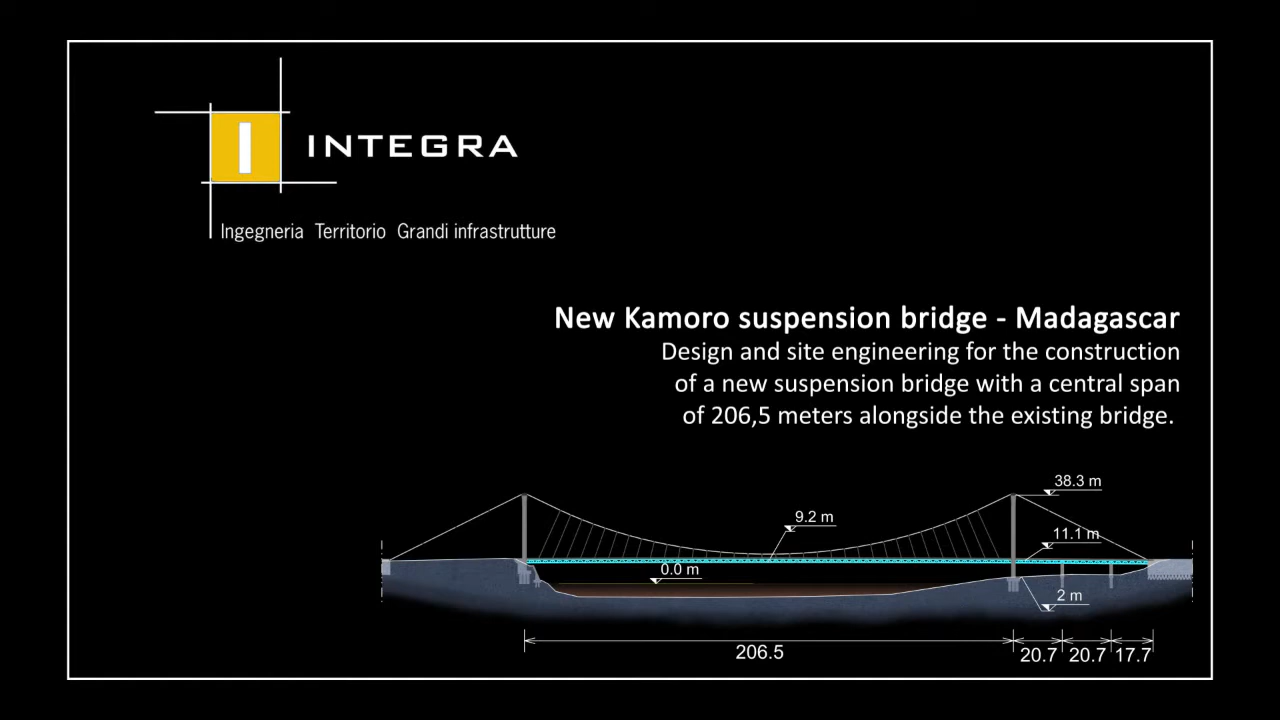 I
INTEGRA
Ingegneria Territorio Grandi infrastrutture
New Kamoro suspension bridge - Madagascar
Design and site engineering for the construction
of a new suspension bridge with a central span
of 206,5 meters alongside the existing bridge.
38.3 m
9.2 m
11.1 m
0.0 m
2 m
206.5
20.7 20.7 17.7